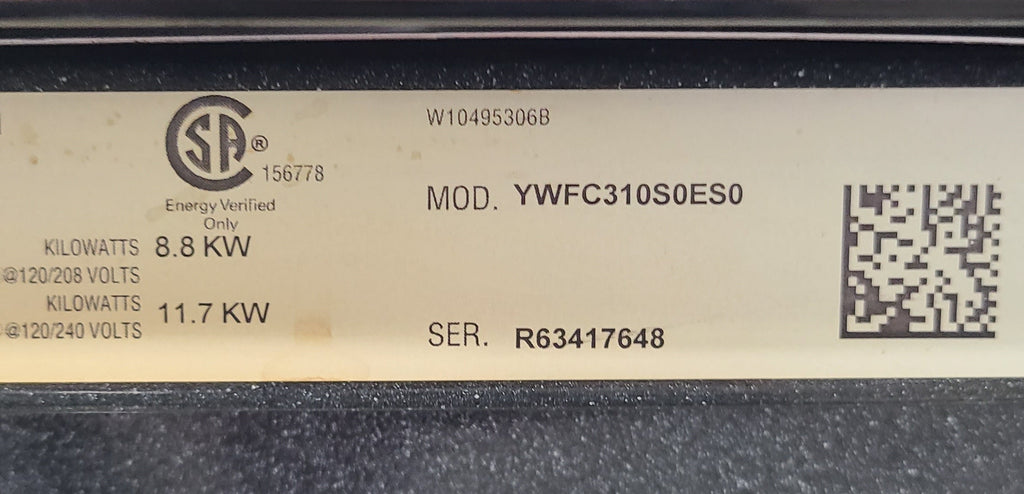 CSA®
156778
Energy Verified
Only
KILOWATTS 8.8 KW
@120/208 VOLTS
KILOWATTS 11.7 KW
@120/240 VOLTS
W10495306B
MOD. YWFC310S0ES0
SER. R63417648